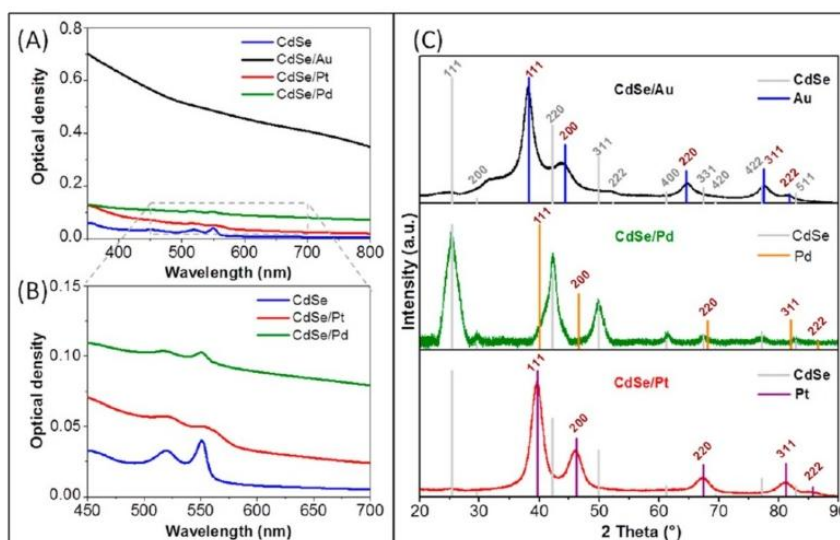 (A)
0.8
0.6
0.4
0.2
0.0
Optical density
CdSe
CdSe/Au
CdSe/Pt
CdSe/Pd
400 500 600 700 800
Wavelength (nm)
(B)
0.15
0.10
0.05
0.00
Optical density
CdSe
CdSe/Pt
CdSe/Pd
450 500 550 600 650 700
Wavelength (nm)
(C)
Intensity (a.u.)
CdSe/Au
CdSe
Au
111
200
111
220
200
311
222
400
220
331
420
422
311
222
511
CdSe/Pd
CdSe
Pd
111
200
220
311
222
CdSe/Pt
CdSe
Pt
111
200
220
311
222
20 30 40 50 60 70 80 90
2 Theta (°)